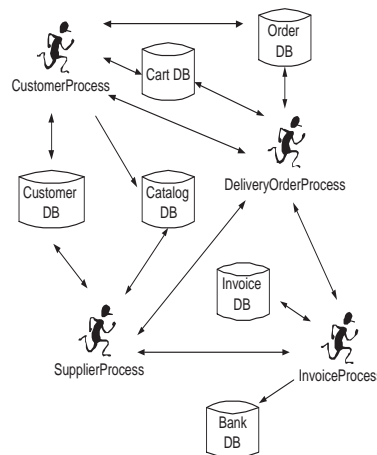 Order
DB
Cart DB
CustomerProcess
Customer
DB
Catalog
DB
DeliveryOrderProcess
Invoice
DB
SupplierProcess
InvoiceProces
Bank
DB